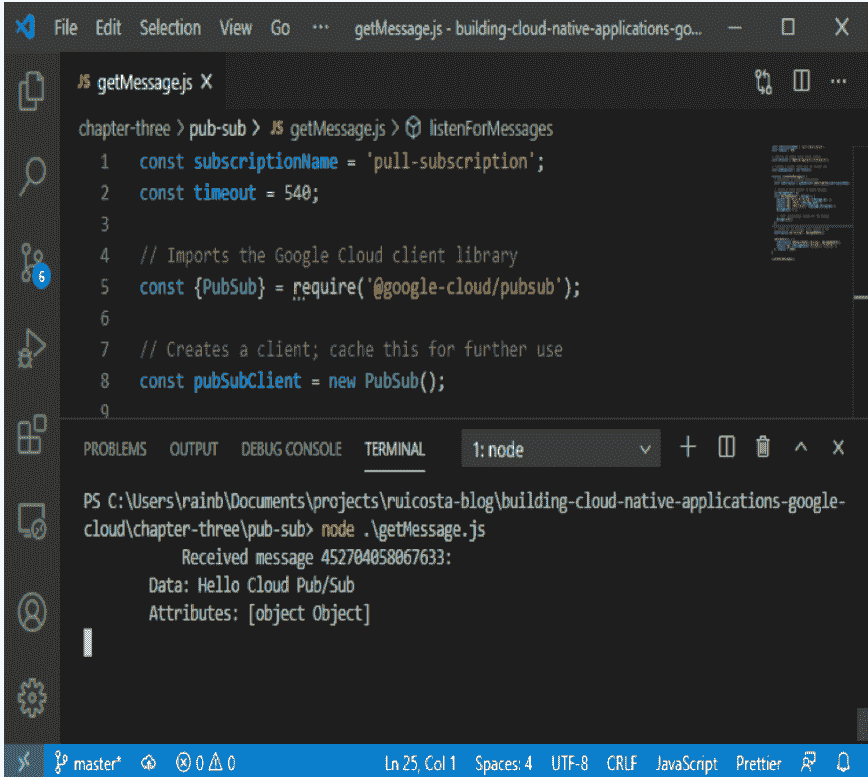 File Edit Selection View Go ··· getMessage.js - building-cloud-native-applications-go...
JS getMessage.js X
chapter-three > pub-sub > JS getMessage.js > listenForMessages
1 const subscriptionName = 'pull-subscription';
2 const timeout = 540;
3
4 // Imports the Google Cloud client library
5 const {PubSub} = require('@google-cloud/pubsub');
6
7 // Creates a client; cache this for further use
8 const pubSubClient = new PubSub();
9
6
PROBLEMS OUTPUT DEBUG CONSOLE TERMINAL 1: node
PS C:\Users\rainb\Documents\projects\ruicosta-blog\building-cloud-native-applications-google-
cloud\chapter-three\pub-sub> node .\getMessage.js
Received message 452704058067633:
Data: Hello Cloud Pub/Sub
Attributes: [object Object]
master* 0 0 Ln 25, Col 1 Spaces: 4 UTF-8 CRLF JavaScript Prettier